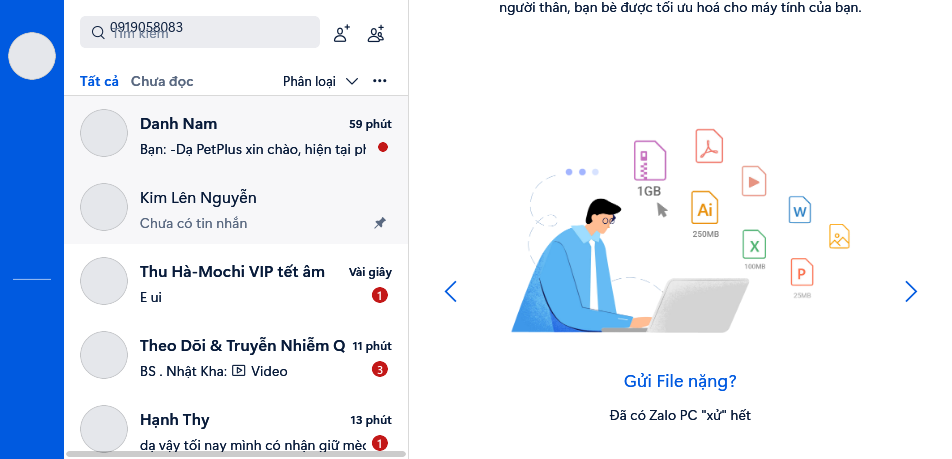 0919058083
Tìm kiếm
Tất cả
Chưa đọc
Phân loại
Danh Nam
59 phút
Bạn: -Dạ PetPlus xin chào, hiện tại ph
Kim Lên Nguyễn
Chưa có tin nhắn
Thu Hà-Mochi VIP tết âm
Vài giây
E ui
1
Theo Dõi & Truyễn Nhiễm Q
11 phút
BS . Nhật Kha: Video
3
Hạnh Thy
13 phút
dạ vậy tối nay mình có nhận giữ mèo
1
người thân, bạn bè được tối ưu hoá cho máy tính của bạn.
1GB
Ai
250MB
W
X
100MB
P
25MB
Gửi File nặng?
Đã có Zalo PC "xử" hết